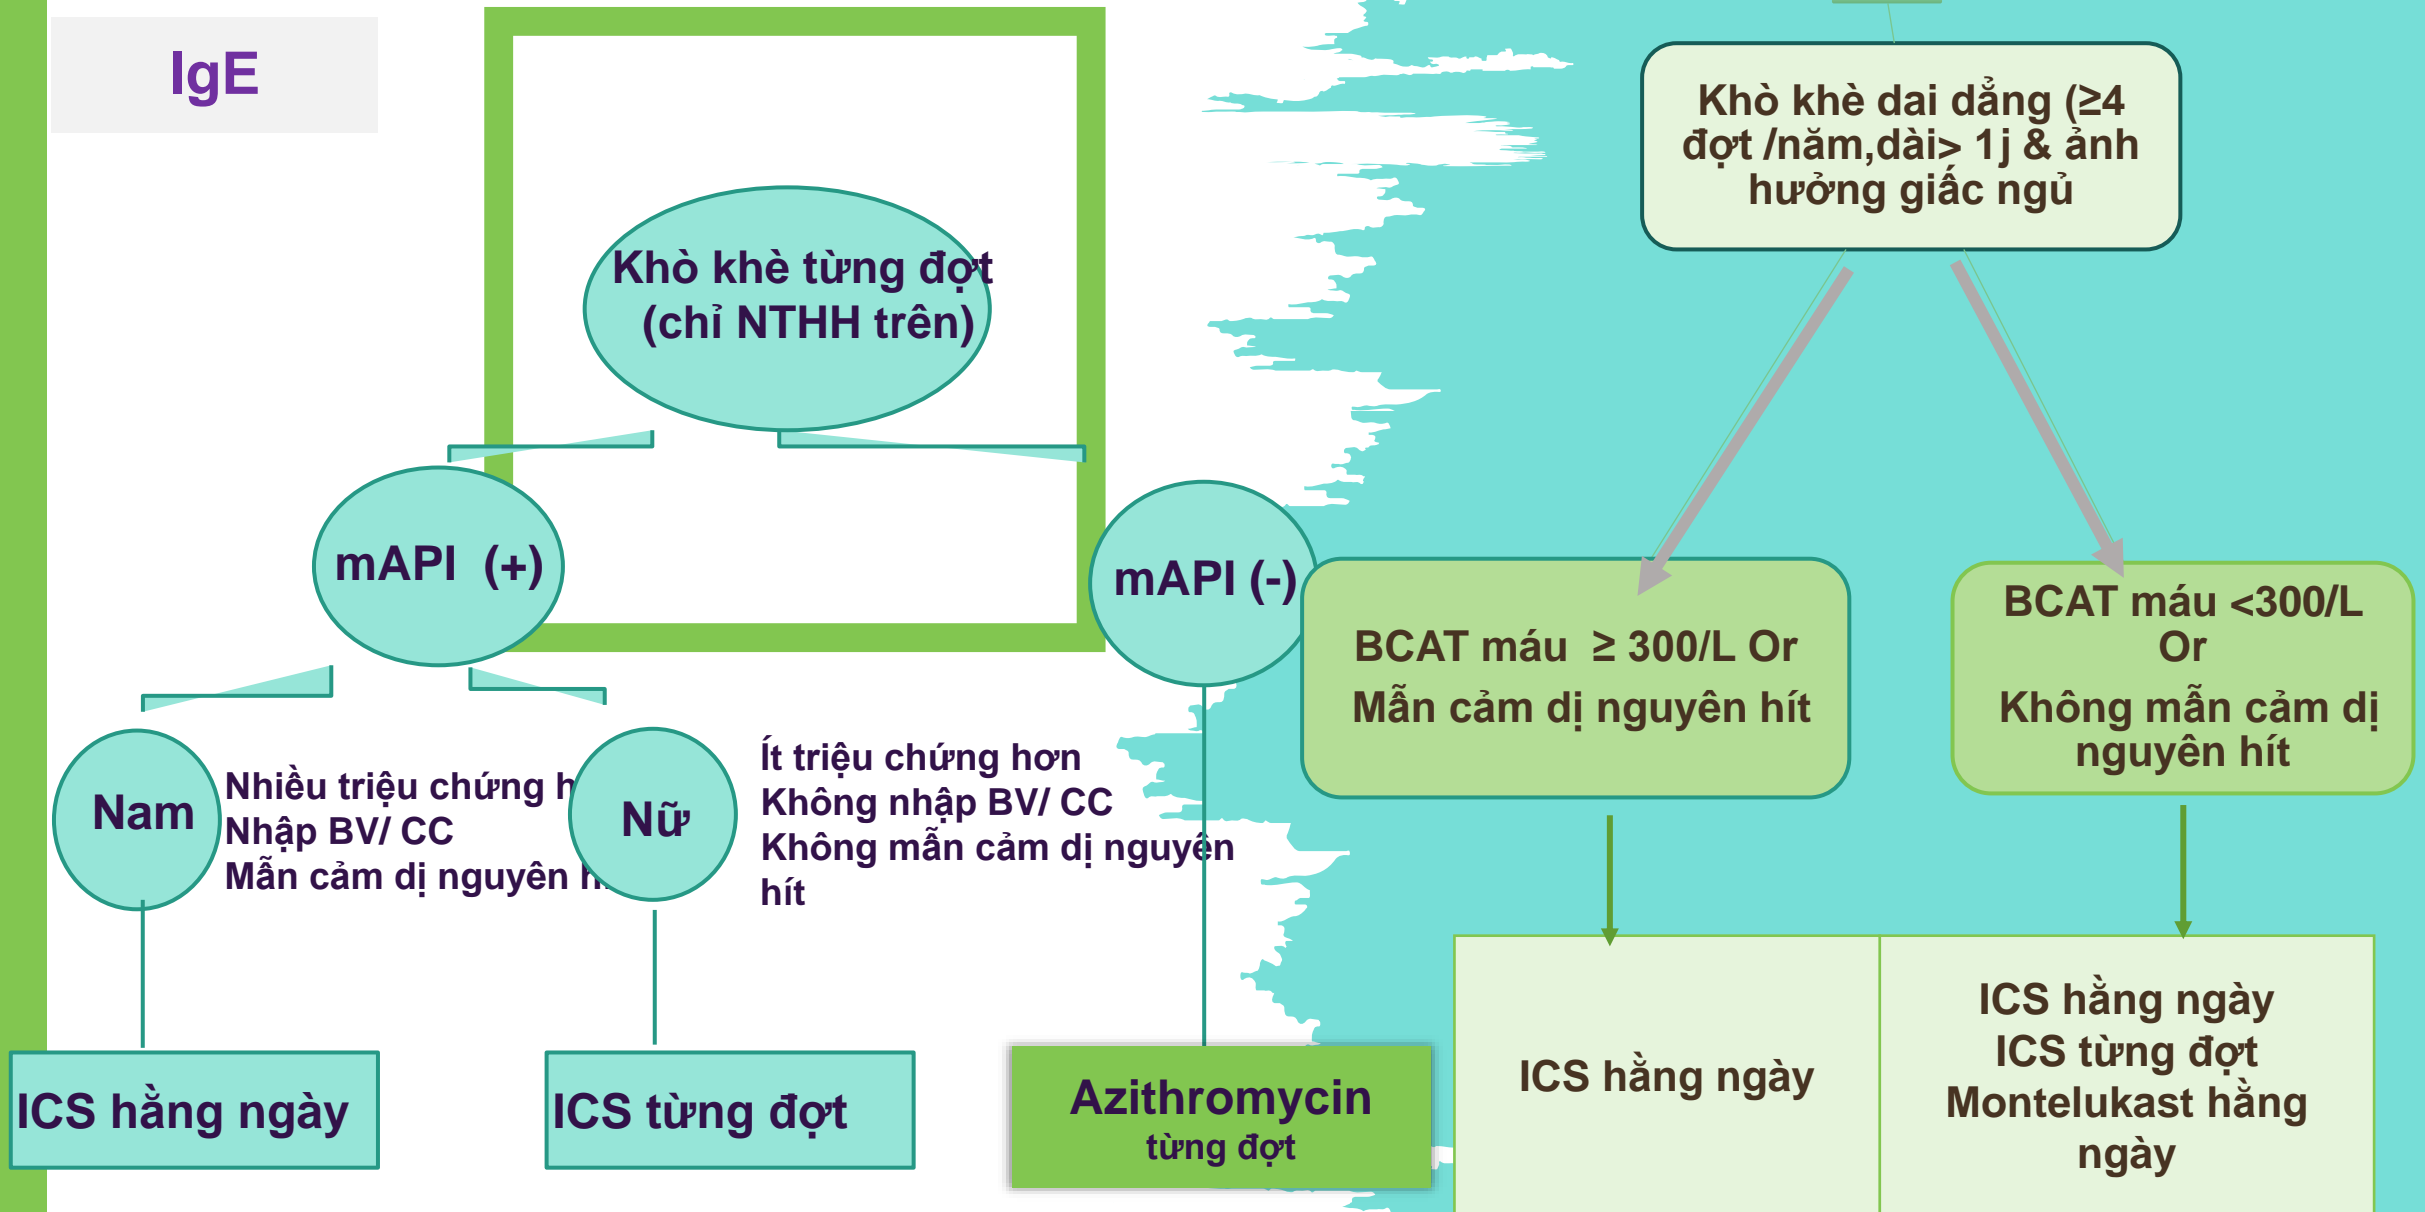 IgE
Khò khè từng đợt
(chỉ NTHH trên)
mAPI (+)
mAPI (-)
Nam
Nhiều triệu chứng h
Nhập BV/ CC
Mẫn cảm dị nguyên
Nữ
Ít triệu chứng hơn
Không nhập BV/ CC
Không mẫn cảm dị nguyên
hít
ICS hằng ngày
ICS từng đợt
Azithromycin
từng đợt
Khò khè dai dẳng (≥4
đợt /năm,dài> 1j & ảnh
hưởng giấc ngủ
BCAT máu ≥ 300/L Or
Mẫn cảm dị nguyên hít
BCAT máu <300/L
Or
Không mẫn cảm dị
nguyên hít
ICS hằng ngày
ICS hằng ngày
ICS từng đợt
Montelukast hằng
ngày